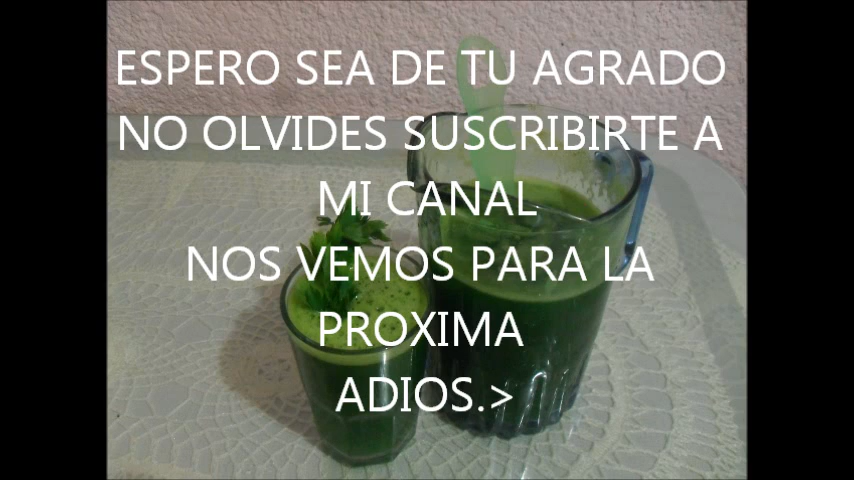 ESPERO SEA DE TU AGRADO
NO OLVIDES SUSCRIBIRTE A
MI CANAL
NOS VEMOS PARA LA
PROXIMA
ADIOS.>